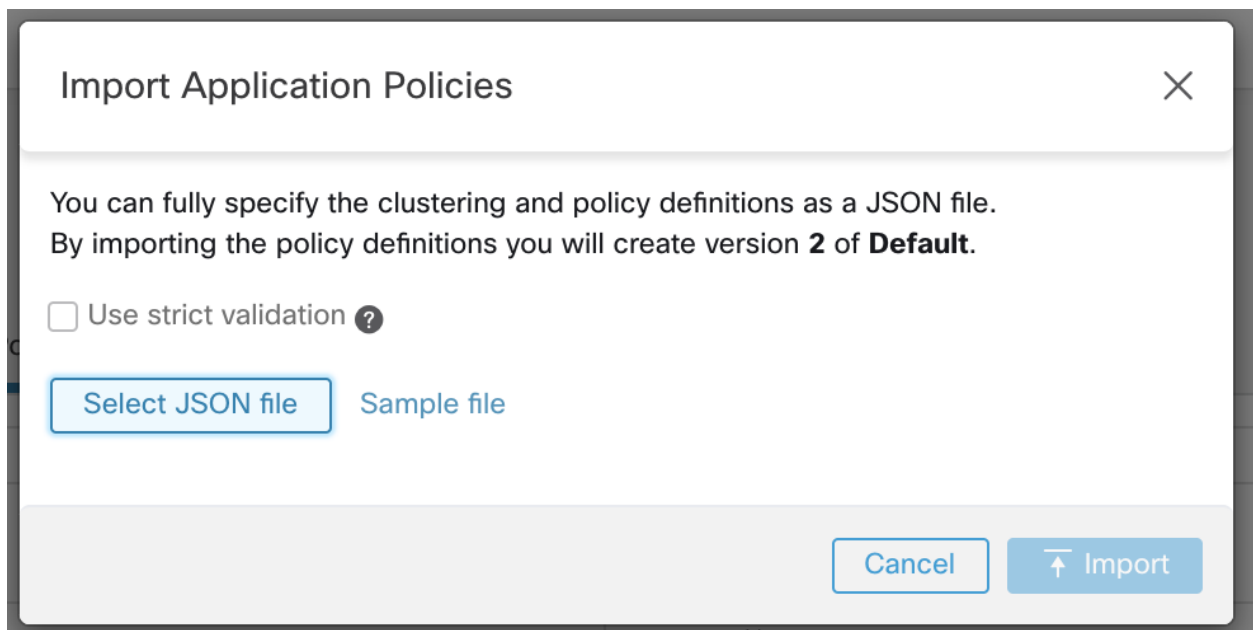 Import Application Policies
You can fully specify the clustering and policy definitions as a JSON file.
By importing the policy definitions you will create version 2 of Default.
Use strict validation ?
Select JSON file Sample file
Cancel Import